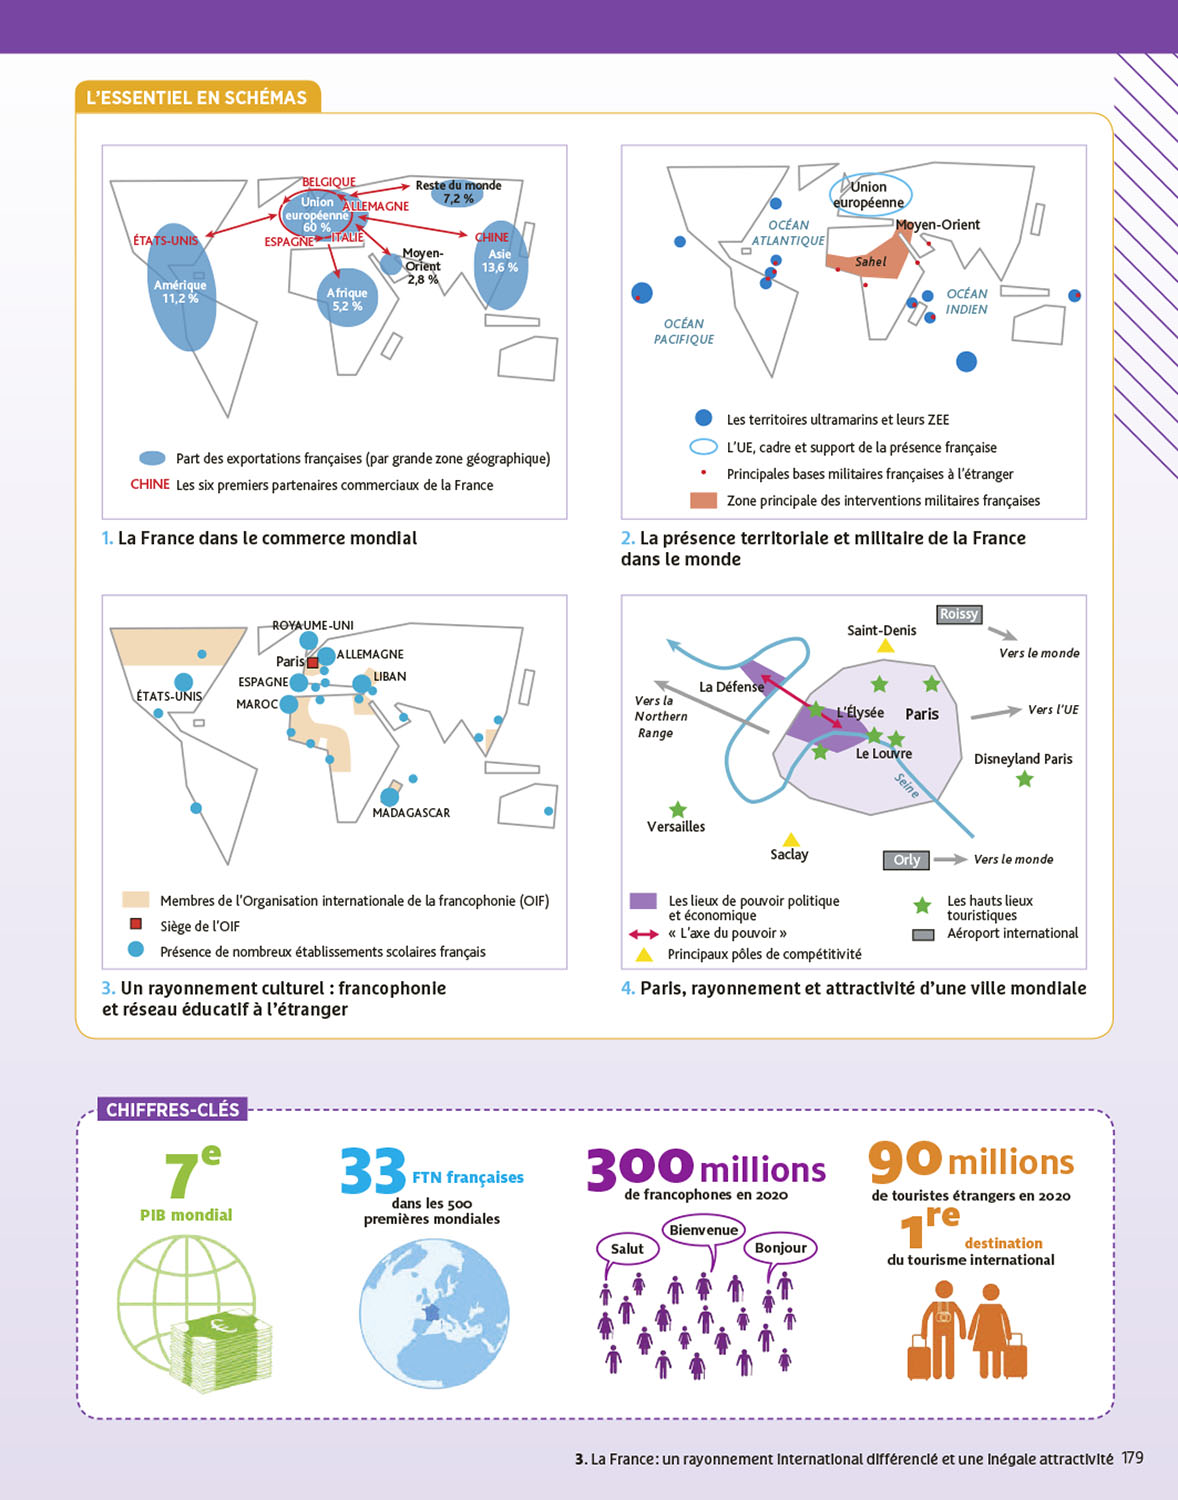 L'ESSENTIEL EN SCHÉMAS
BELGIQUE
Reste du monde
7,2 %
Union
européenne
60 %
ALLEMAGNE
ÉTATS-UNIS
ESPAGNE
ITALIE
CHINE
Moyen-
Orient
2,8 %
Asie
13,6 %
Amérique
11,2 %
Afrique
5,2 %
Part des exportations françaises (par grande zone géographique)
CHINE Les six premiers partenaires commerciaux de la France
1. La France dans le commerce mondial
Union
européenne
OCÉAN
ATLANTIQUE
Moyen-Orient
Sahel
OCÉAN
INDIEN
OCÉAN
PACIFIQUE
Les territoires ultramarins et leurs ZEE
L'UE, cadre et support de la présence française
Principales bases militaires françaises à l'étranger
Zone principale des interventions militaires françaises
2. La présence territoriale et militaire de la France
dans le monde
ROYAUME-UNI
Paris
ALLEMAGNE
ESPAGNE
LIBAN
ÉTATS-UNIS
MAROC
MADAGASCAR
Membres de l'Organisation internationale de la francophonie (OIF)
Siège de l'OIF
Présence de nombreux établissements scolaires français
3. Un rayonnement culturel : francophonie
et réseau éducatif à l'étranger
Roissy
Saint-Denis
Vers le monde
La Défense
Vers la
Northern
Range
L'Élysée
Paris
Vers l'UE
Le Louvre
Disneyland Paris
Seine
Versailles
Saclay
Orly
Vers le monde
Les lieux de pouvoir politique
et économique
« L'axe du pouvoir »
Principaux pôles de compétitivité
Les hauts lieux
touristiques
Aéroport international
4. Paris, rayonnement et attractivité d'une ville mondiale
CHIFFRES-CLÉS
7e
PIB mondial
33 FTN françaises
dans les 500
premières mondiales
€
300 millions
de francophones en 2020
Salut
Bienvenue
Bonjour
90 millions
de touristes étrangers en 2020
1re
destination
du tourisme international
3. La France : un rayonnement international différencié et une inégale attractivité 179